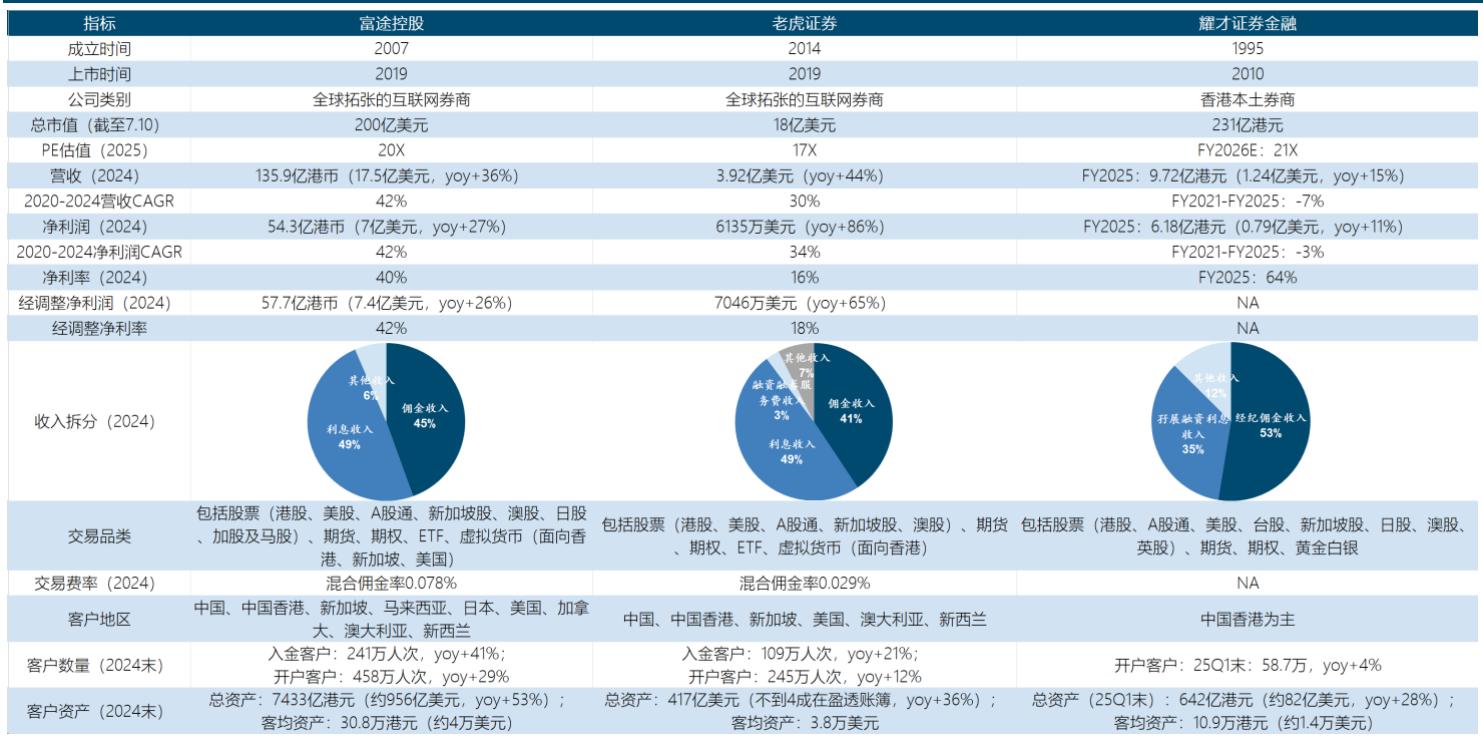 指标 富途控股 老虎证券 耀才证券金融
成立时间 2007 2014 1995
上市时间 2019 2019 2010
公司类别 全球拓张的互联网券商 全球拓张的互联网券商 香港本土券商
总市值（截至7.10） 200亿美元 18亿美元 231亿港元
PE估值（2025） 20X 17X FY2026E：21X
营收（2024） 135.9亿港币（17.5亿美元，yoy+36%） 3.92亿美元（yoy+44%） FY2025：9.72亿港元（1.24亿美元，yoy+15%）
2020-2024营收CAGR 42% 30% FY2021-FY2025：-7%
净利润（2024） 54.3亿港币（7亿美元，yoy+27%） 6135万美元（yoy+86%） FY2025：6.18亿港元（0.79亿美元，yoy+11%）
2020-2024净利润CAGR 42% 34% FY2021-FY2025：-3%
净利率（2024） 40% 16% FY2025：64%
经调整净利润（2024） 57.7亿港币（7.4亿美元，yoy+26%） 7046万美元（yoy+65%） NA
经调整净利率 42% 18% NA
收入拆分（2024）
其他收入
6%
佣金收入
45%
利息收入
49%
其他收入
7%
融资融券服
务费收入
3%
佣金收入
41%
利息收入
49%
其他收入
12%
孖展融资利息
收入
35%
经纪佣金收入
53%
交易品类
包括股票（港股、美股、A股通、新加坡股、澳股、日股
、加股及马股）、期货、期权、ETF、虚拟货币（面向香
港、新加坡、美国）
包括股票（港股、美股、A股通、新加坡股、澳股）、期货
、期权、ETF、虚拟货币（面向香港）
包括股票（港股、A股通、美股、台股、新加坡股、日股、澳股、
英股）、期货、期权、黄金白银
交易费率（2024） 混合佣金率0.078% 混合佣金率0.029% NA
客户地区
中国、中国香港、新加坡、马来西亚、日本、美国、加拿
大、澳大利亚、新西兰
中国、中国香港、新加坡、美国、澳大利亚、新西兰
中国香港为主
客户数量（2024末）
入金客户：241万人次，yoy+41%；
开户客户：458万人次，yoy+29%
入金客户：109万人次，yoy+21%；
开户客户：245万人次，yoy+12%
开户客户：25Q1末：58.7万，yoy+4%
客户资产（2024末）
总资产：7433亿港元（约956亿美元，yoy+53%）；
客均资产：30.8万港元（约4万美元）
总资产：417亿美元（不到4成在盈透账簿，yoy+36%）；
客均资产：3.8万美元
总资产（25Q1末）：642亿港元（约82亿美元，yoy+28%）；
客均资产：10.9万港元（约1.4万美元）